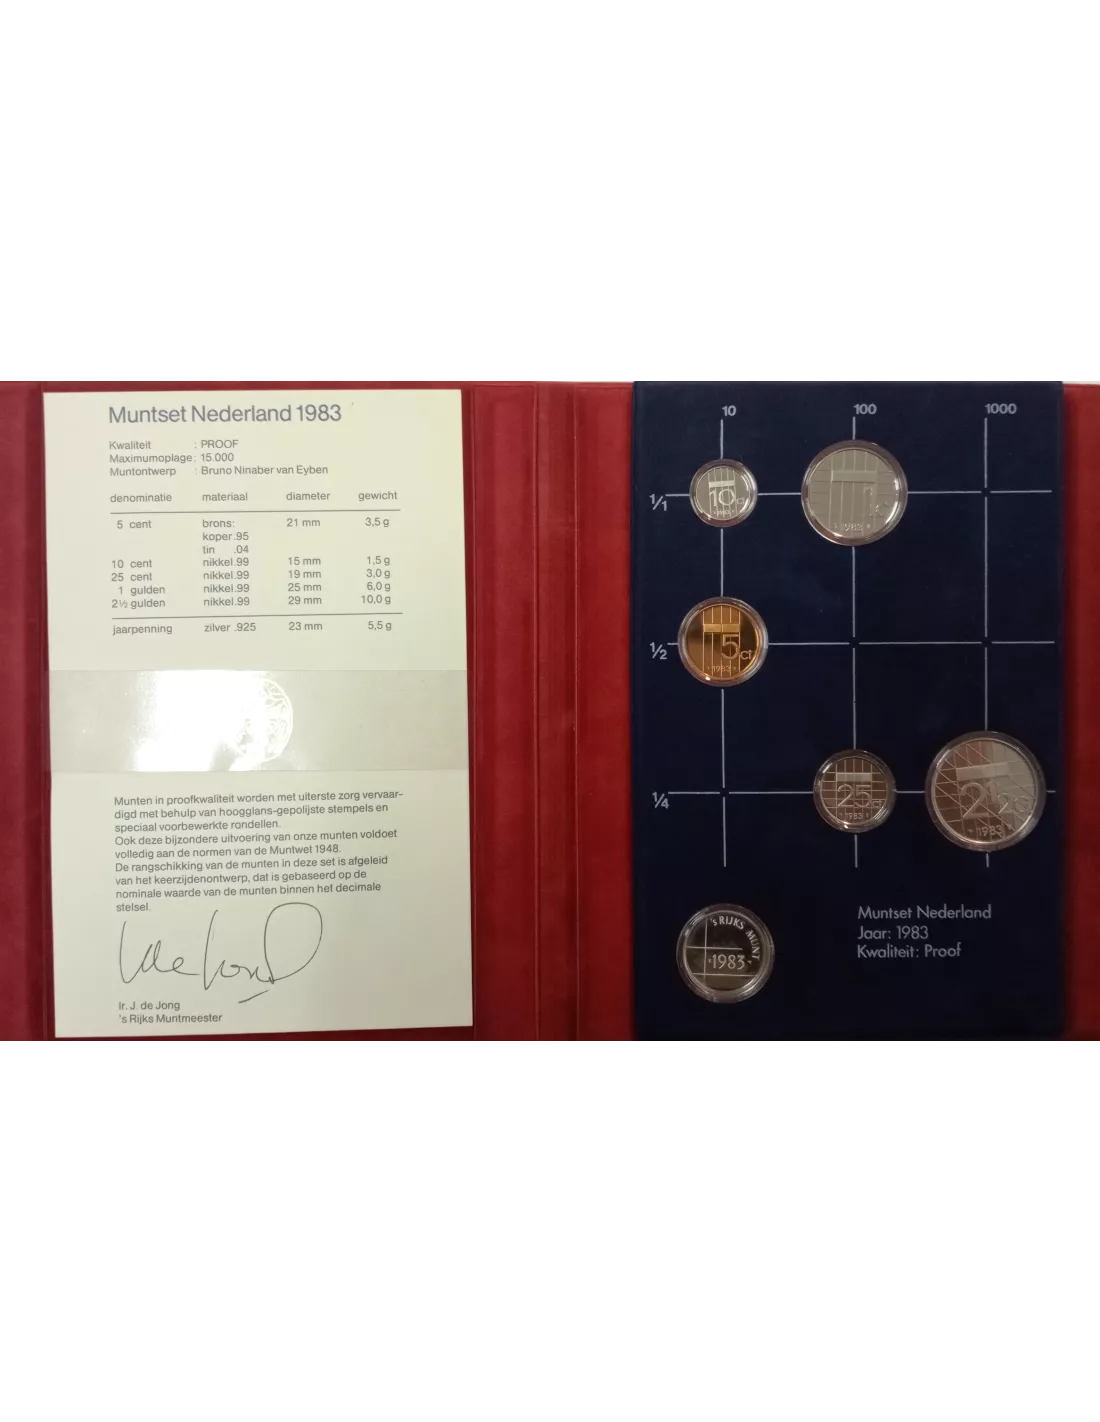 Muntset Nederland 1983
Kwaliteit : PROOF
Maximumoplage : 15.000
Muntontwerp : Bruno Ninaber van Eyben
denominatie materiaal diameter gewicht
5 cent brons: 21 mm 3,5 g
koper .95
tin .04
10 cent nikkel .99 15 mm 1,5 g
25 cent nikkel .99 19 mm 3,0 g
1 gulden nikkel .99 25 mm 6,0 g
2½ gulden nikkel .99 29 mm 10,0 g
jaarpenning zilver .925 23 mm 5,5 g
Munten in proofkwaliteit worden met uiterste zorg vervaar-
digd met behulp van hoogglans-gepolijste stempels en
speciaal voorbewerkte rondellen.
Ook deze bijzondere uitvoering van onze munten voldoet
volledig aan de normen van de Muntwet 1948.
De rangschikking van de munten in deze set is afgeleid
van het keerzijdenontwerp, dat is gebaseerd op de
nominale waarde van de munten binnen het decimale
stelsel.
Ir. J. de Jong
's Rijks Muntmeester
10 100 1000
1/1
10 ct
1983
1 G
1983
1/2
5 ct
1983
1/4
25 ct
1983
2½ G
1983
's RIJKS MUNT
1983
Muntset Nederland
Jaar: 1983
Kwaliteit: Proof